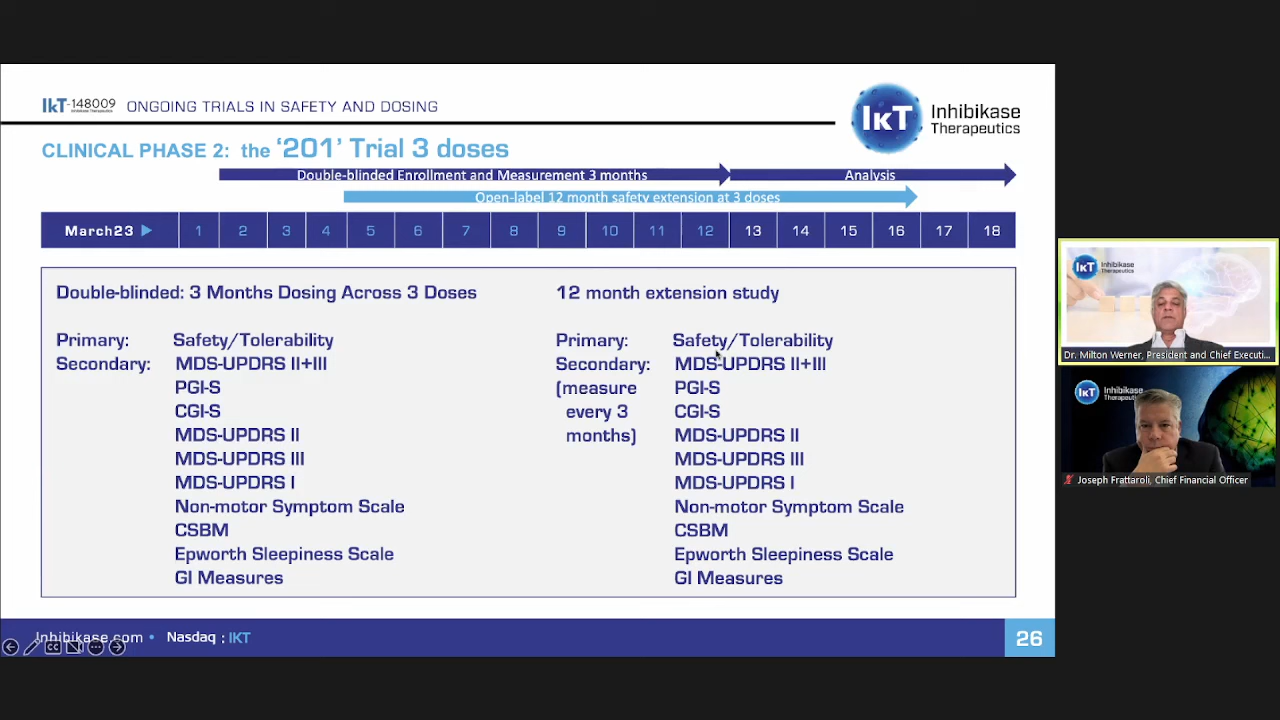 IkT-148009 ONGOING TRIALS IN SAFETY AND DOSING
Inhibikase Therapeutics
IKT
Inhibikase
Therapeutics
CLINICAL PHASE 2: the ‘201’ Trial 3 doses
Double-blinded Enrollment and Measurement 3 months
Analysis
Open-label 12 month safety extension at 3 doses
March23 1 2 3 4 5 6 7 8 9 10 11 12 13 14 15 16 17 18
Double-blinded: 3 Months Dosing Across 3 Doses
Primary: Safety/Tolerability
Secondary: MDS-UPDRS II+III
PGI-S
CGI-S
MDS-UPDRS II
MDS-UPDRS III
MDS-UPDRS I
Non-motor Symptom Scale
CSBM
Epworth Sleepiness Scale
GI Measures
12 month extension study
Primary: Safety/Tolerability
Secondary: MDS-UPDRS II+III
(measure PGI-S
every 3 CGI-S
months) MDS-UPDRS II
MDS-UPDRS III
MDS-UPDRS I
Non-motor Symptom Scale
CSBM
Epworth Sleepiness Scale
GI Measures
Inhibikase.com • Nasdaq : IKT
26
IKT Inhibikase
Therapeutics
Dr. Milton Werner, President and Chief Executi...
IKT Inhibikase
Joseph Frattaroli, Chief Financial Officer